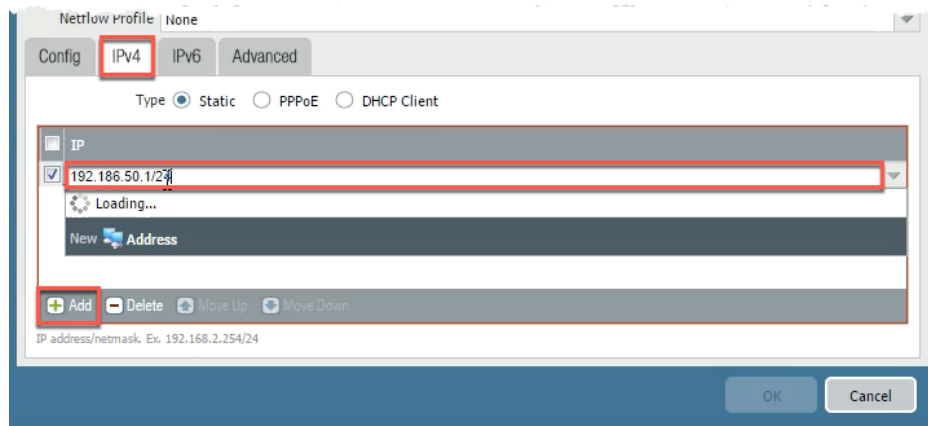 Netflow Profile None
Config IPv4 IPv6 Advanced
Type Static PPPoE DHCP Client
IP
192.186.50.1/24
Loading...
New Address
Add Delete Move Up Move Down
IP address/netmask. Ex. 192.168.2.254/24
OK Cancel